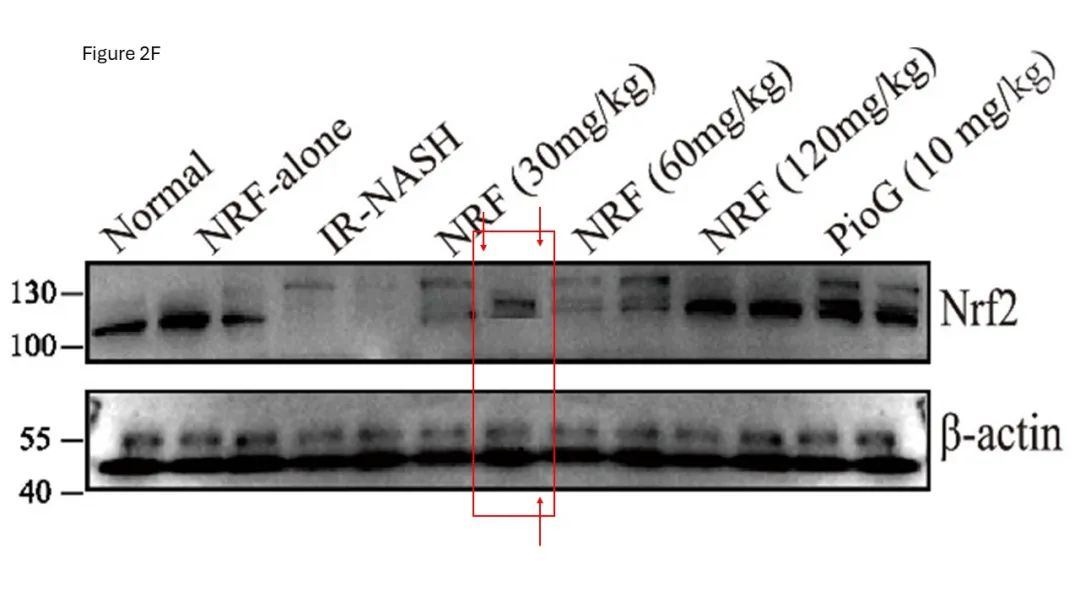 Figure 2F
Normal
NRF-alone
IR-NASH
NRF (30mg/kg)
NRF (60mg/kg)
NRF (120mg/kg)
PioG (10 mg/kg)
130
100
Nrf2
55
40
β-actin